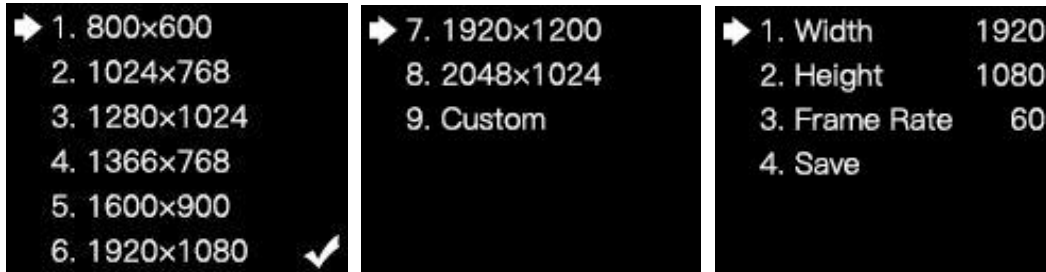 1. 800×600
2. 1024×768
3. 1280×1024
4. 1366×768
5. 1600×900
6. 1920×1080
7. 1920×1200
8. 2048×1024
9. Custom
1. Width 1920
2. Height 1080
3. Frame Rate 60
4. Save